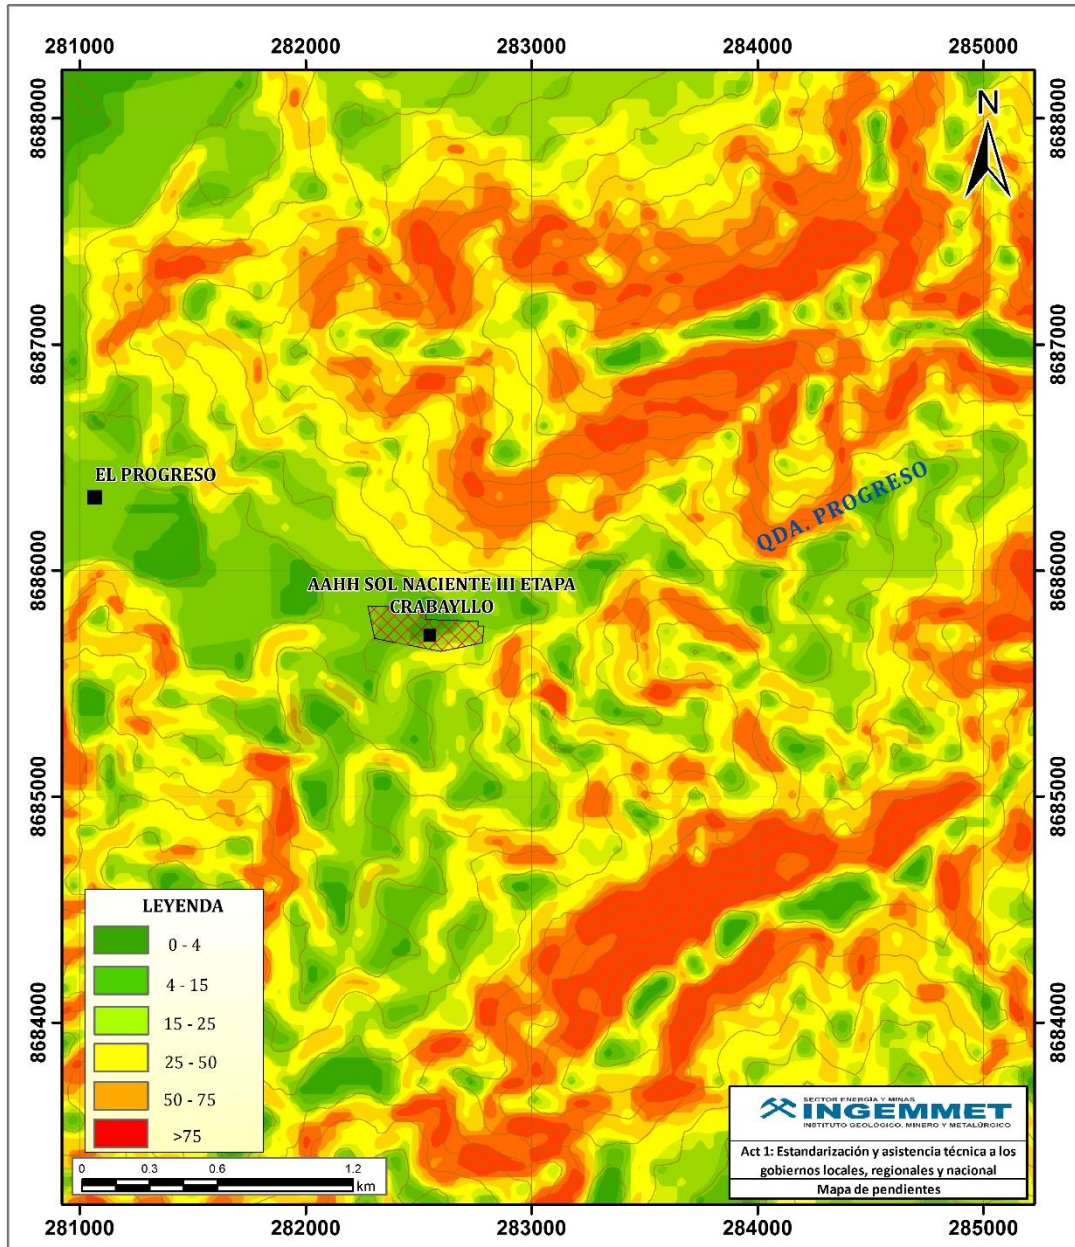 281000 282000 283000 284000 285000
8688000
8688000
N
8687000
8687000
EL PROGRESO
QDA. PROGRESO
8686000
8686000
AAHH SOL NACIENTE III ETAPA
CRABAYLLO
8685000
8685000
LEYENDA
0 - 4
4 - 15
15 - 25
25 - 50
50 - 75
>75
8684000
8684000
0 0.3 0.6 1.2
km
SECTOR ENERGÍA Y MINAS
INGEMMET
INSTITUTO GEOLÓGICO, MINERO Y METALÚRGICO
Act 1: Estandarización y asistencia técnica a los
gobiernos locales, regionales y nacional
Mapa de pendientes
281000 282000 283000 284000 285000